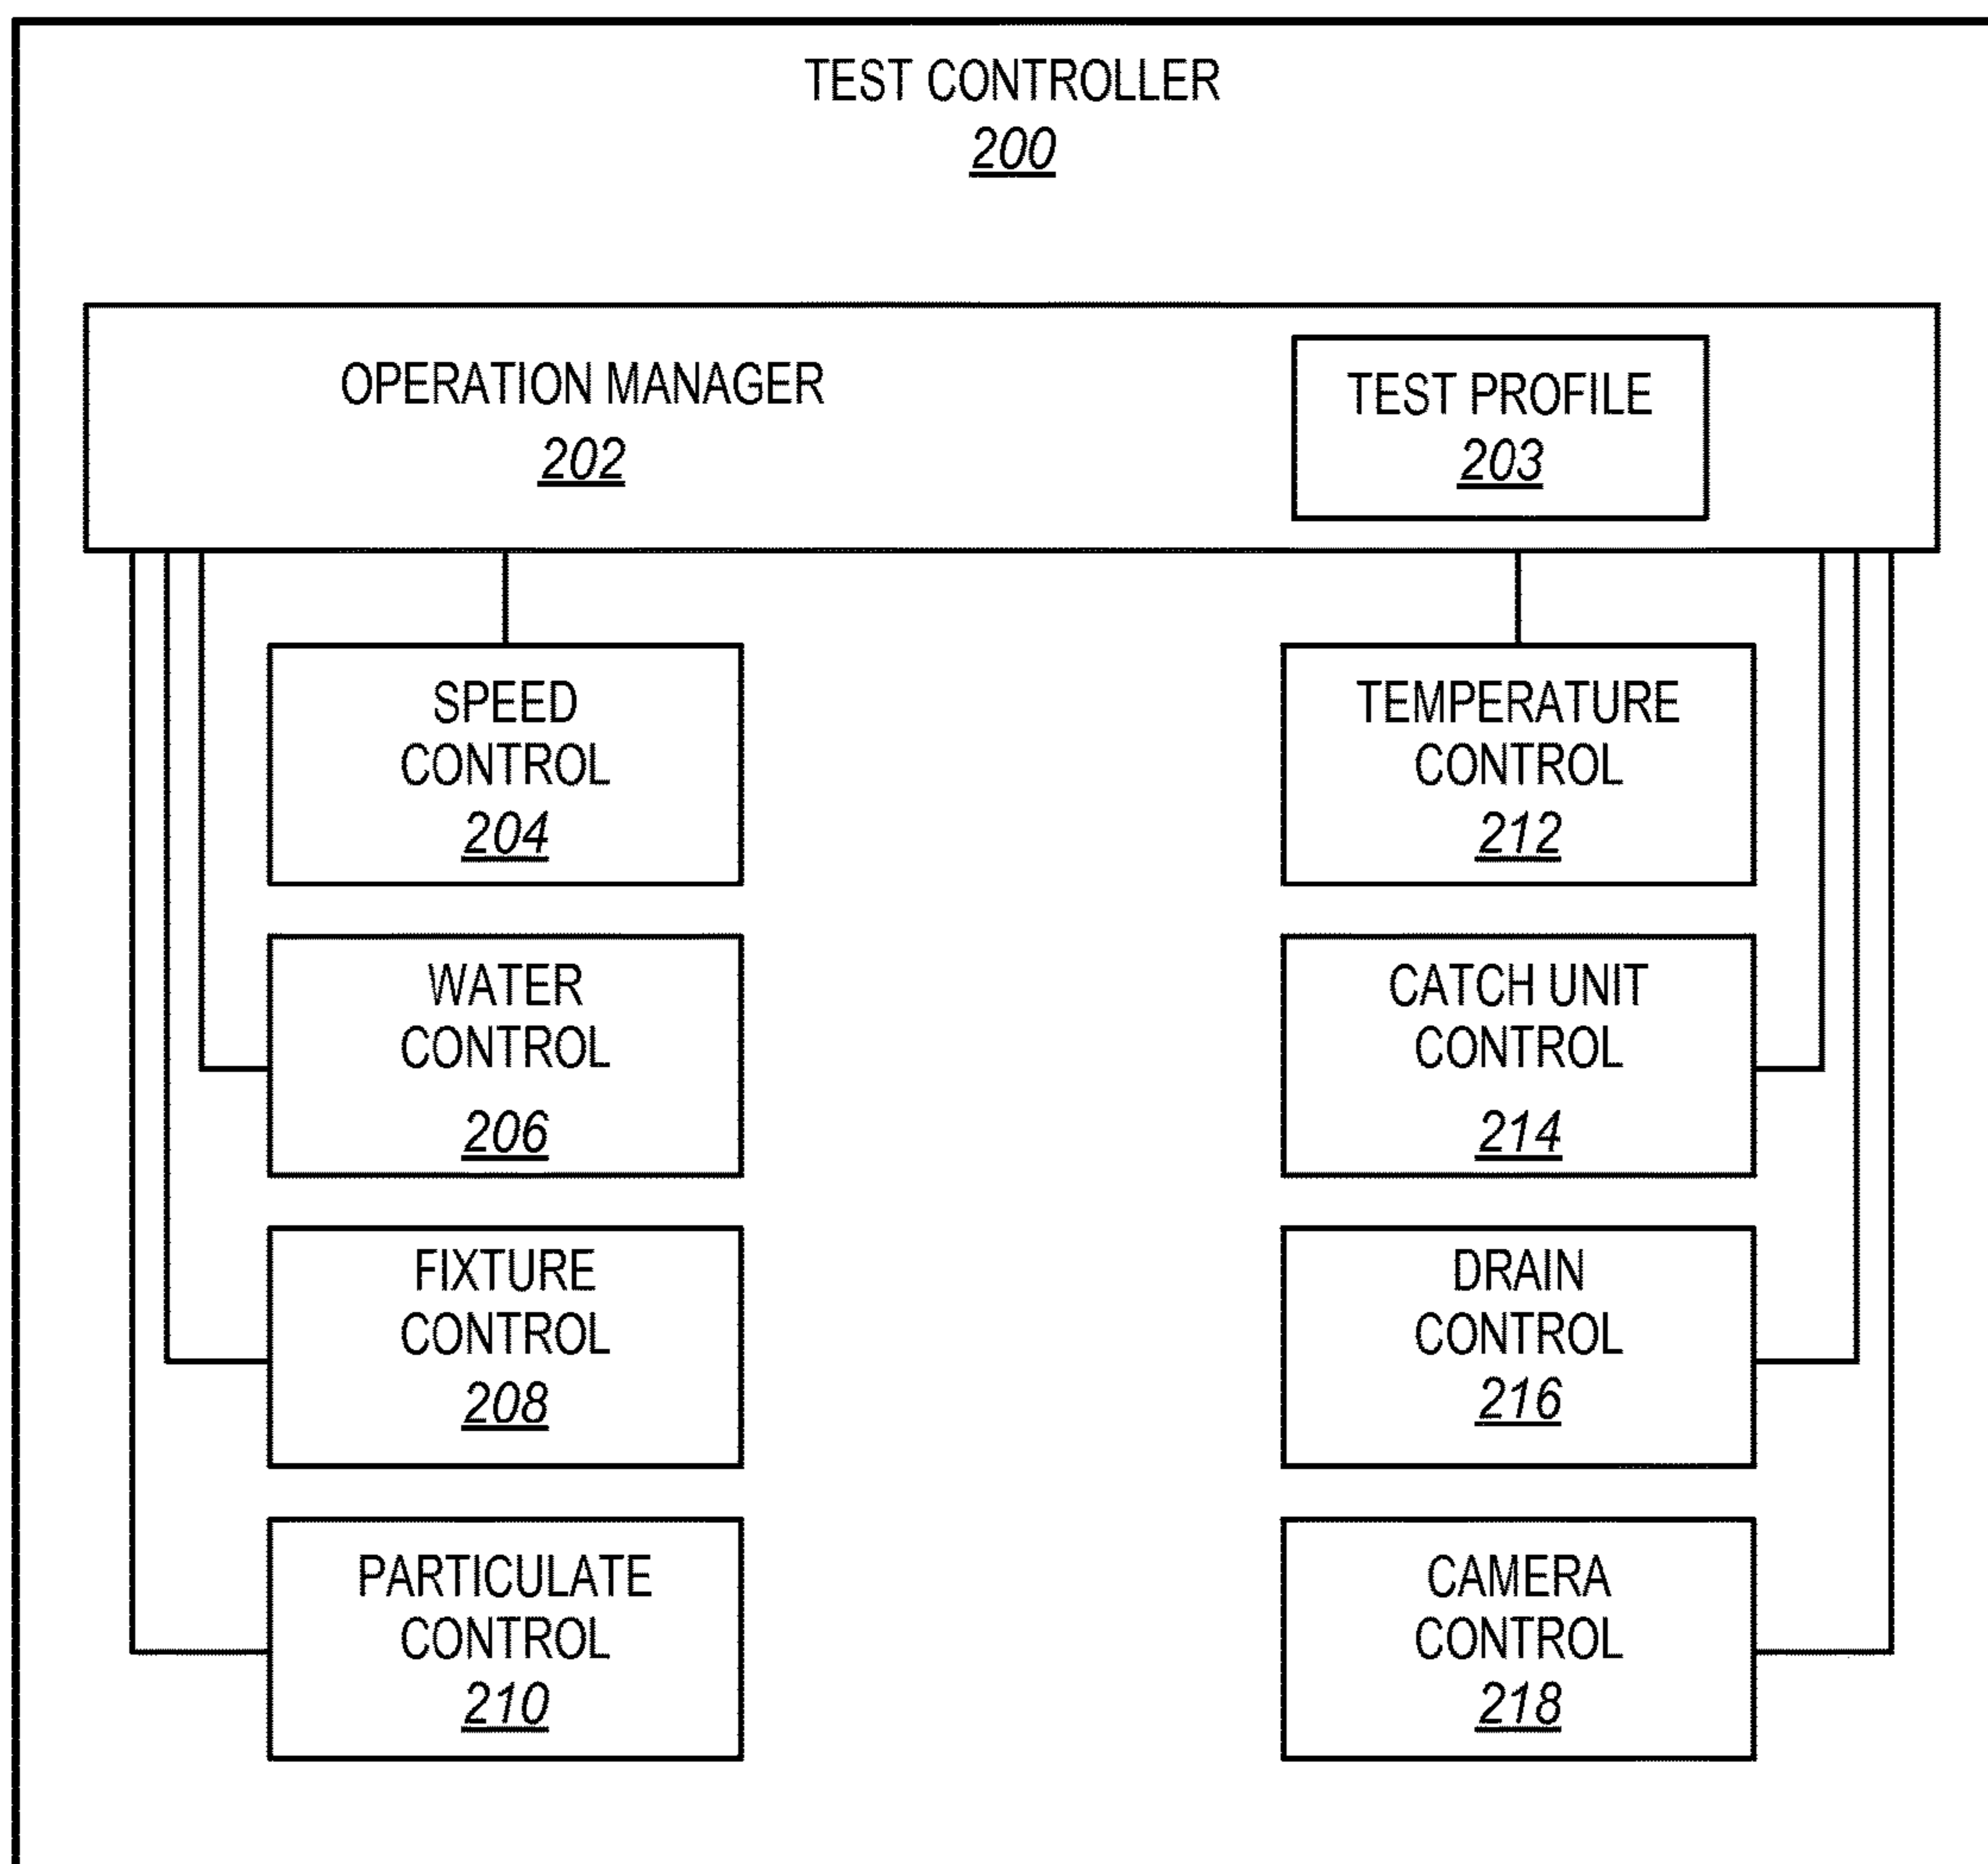 TEST CONTROLLER
200
OPERATION MANAGER
202
TEST PROFILE
203
SPEED
CONTROL
204
WATER
CONTROL
206
FIXTURE
CONTROL
208
PARTICULATE
CONTROL
210
TEMPERATURE
CONTROL
212
CATCH UNIT
CONTROL
214
DRAIN
CONTROL
216
CAMERA
CONTROL
218